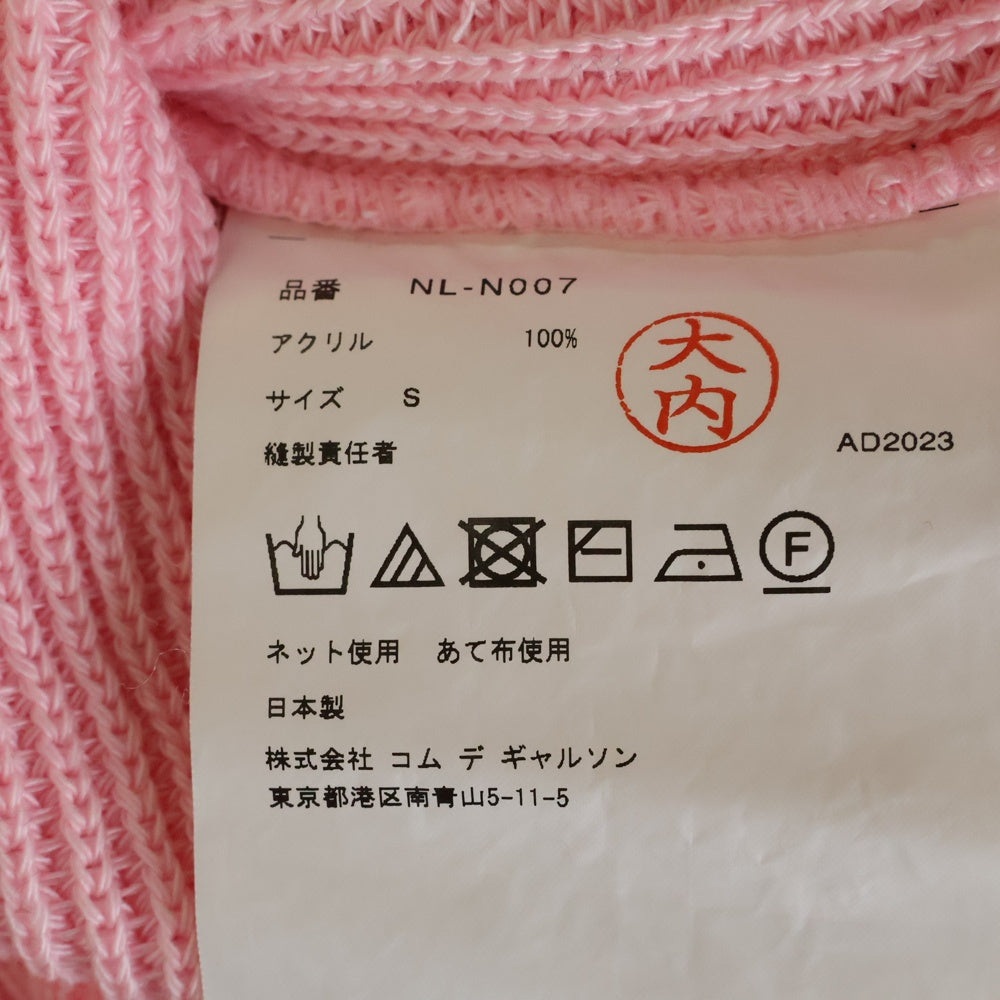 品番 NL-N007
アクリル 100%
大内
サイズ S
縫製責任者
AD2023
F
ネット使用 あて布使用
日本製
株式会社 コム デ ギャルソン
東京都港区南青山5-11-5